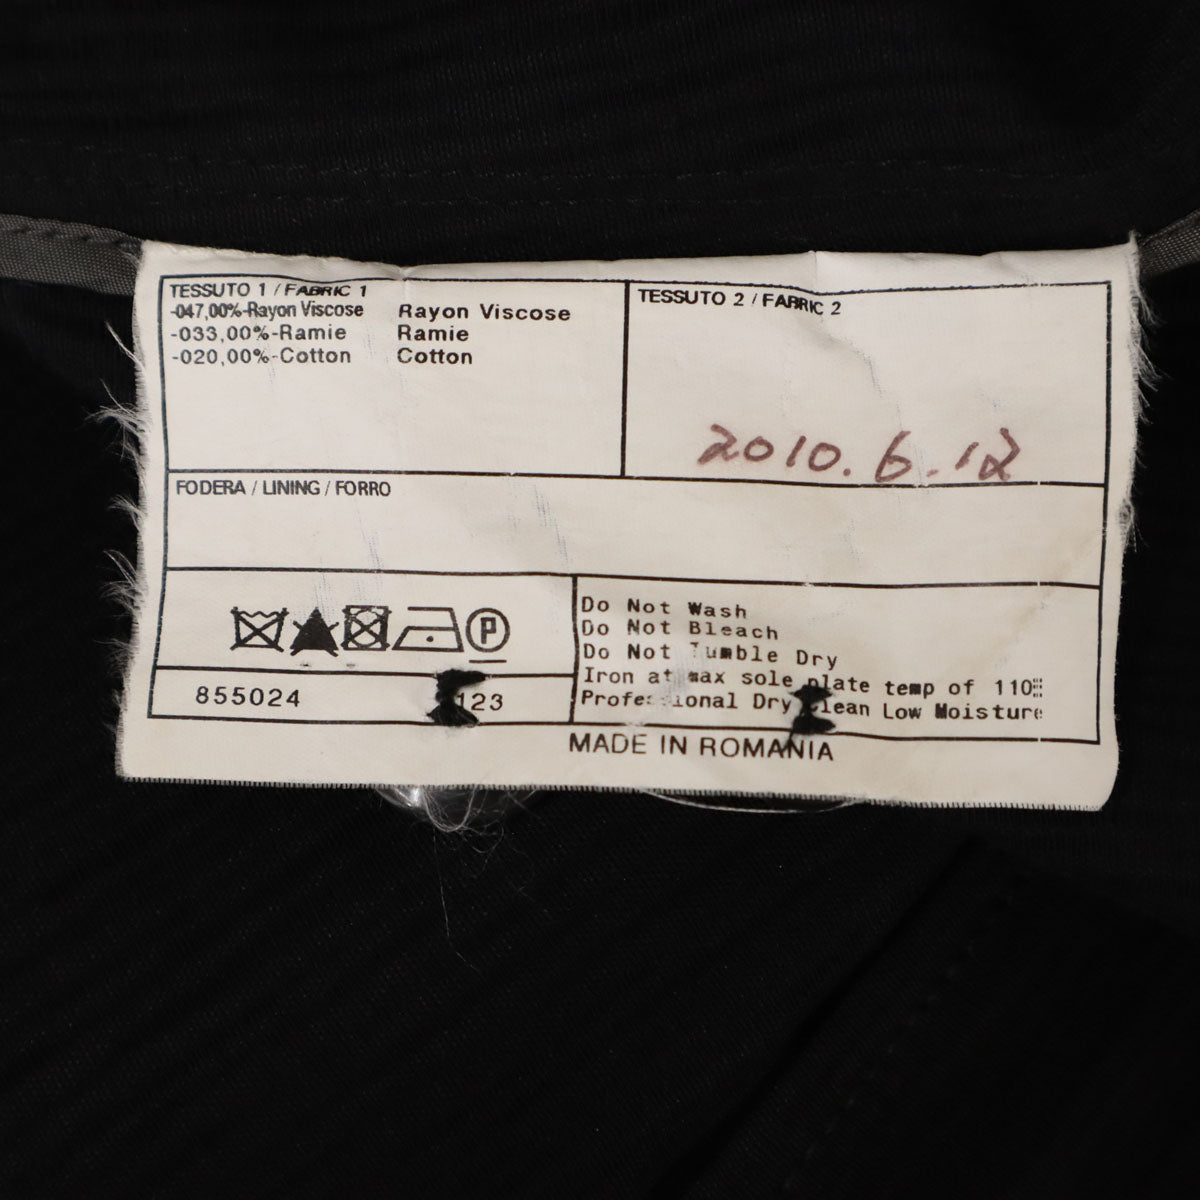 TESSUTO 1 / FABRIC 1
-047,00%-Rayon Viscose Rayon Viscose
-033,00%-Ramie Ramie
-020,00%-Cotton Cotton
TESSUTO 2 / FABRIC 2
2010.6.12
FODERA / LINING / FORRO
P
Do Not Wash
Do Not Bleach
Do Not Tumble Dry
Iron at max sole plate temp of 110
Professional Dry Clean Low Moisture
855024 123
MADE IN ROMANIA